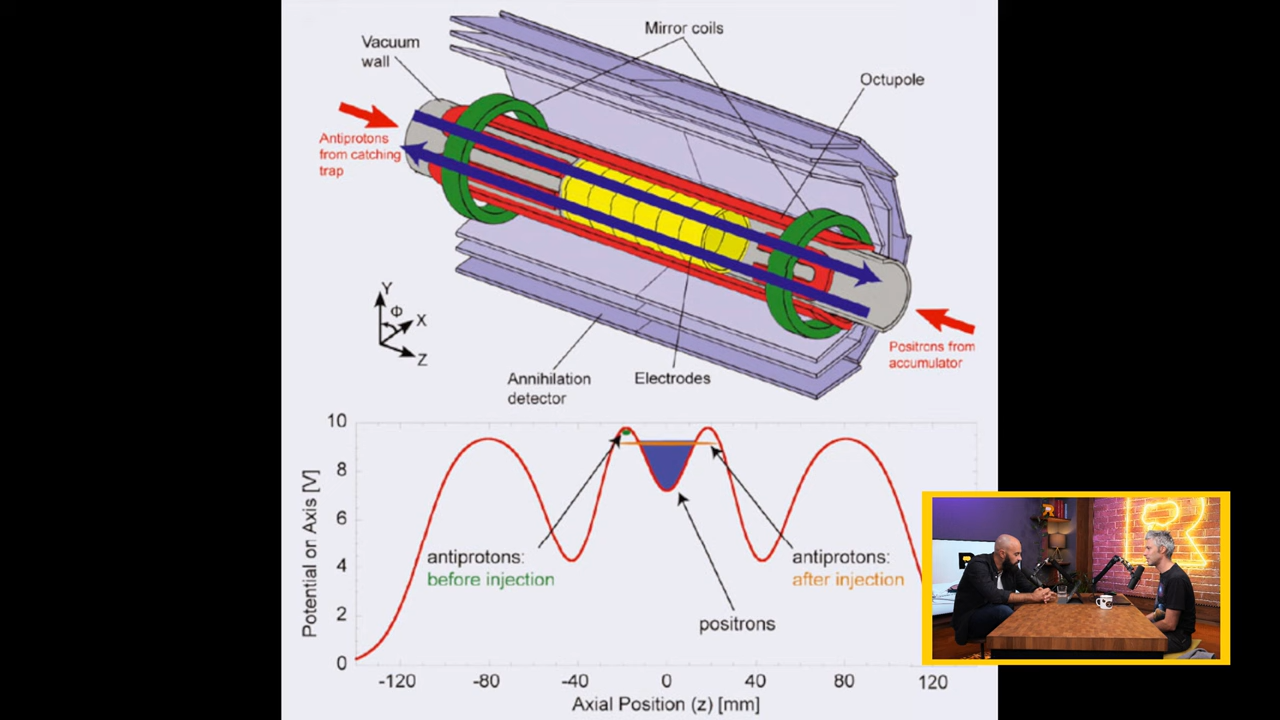 Mirror coils
Vacuum
wall
Octupole
Antiprotons
from catching
trap
Y
Φ
X
Z
Positrons from
accumulator
Annihilation
detector
Electrodes
10
8
6
4
2
0
Potential on Axis [V]
antiprotons:
before injection
antiprotons:
after injection
positrons
-120
-80
-40
0
40
80
120
Axial Position (z) [mm]
R